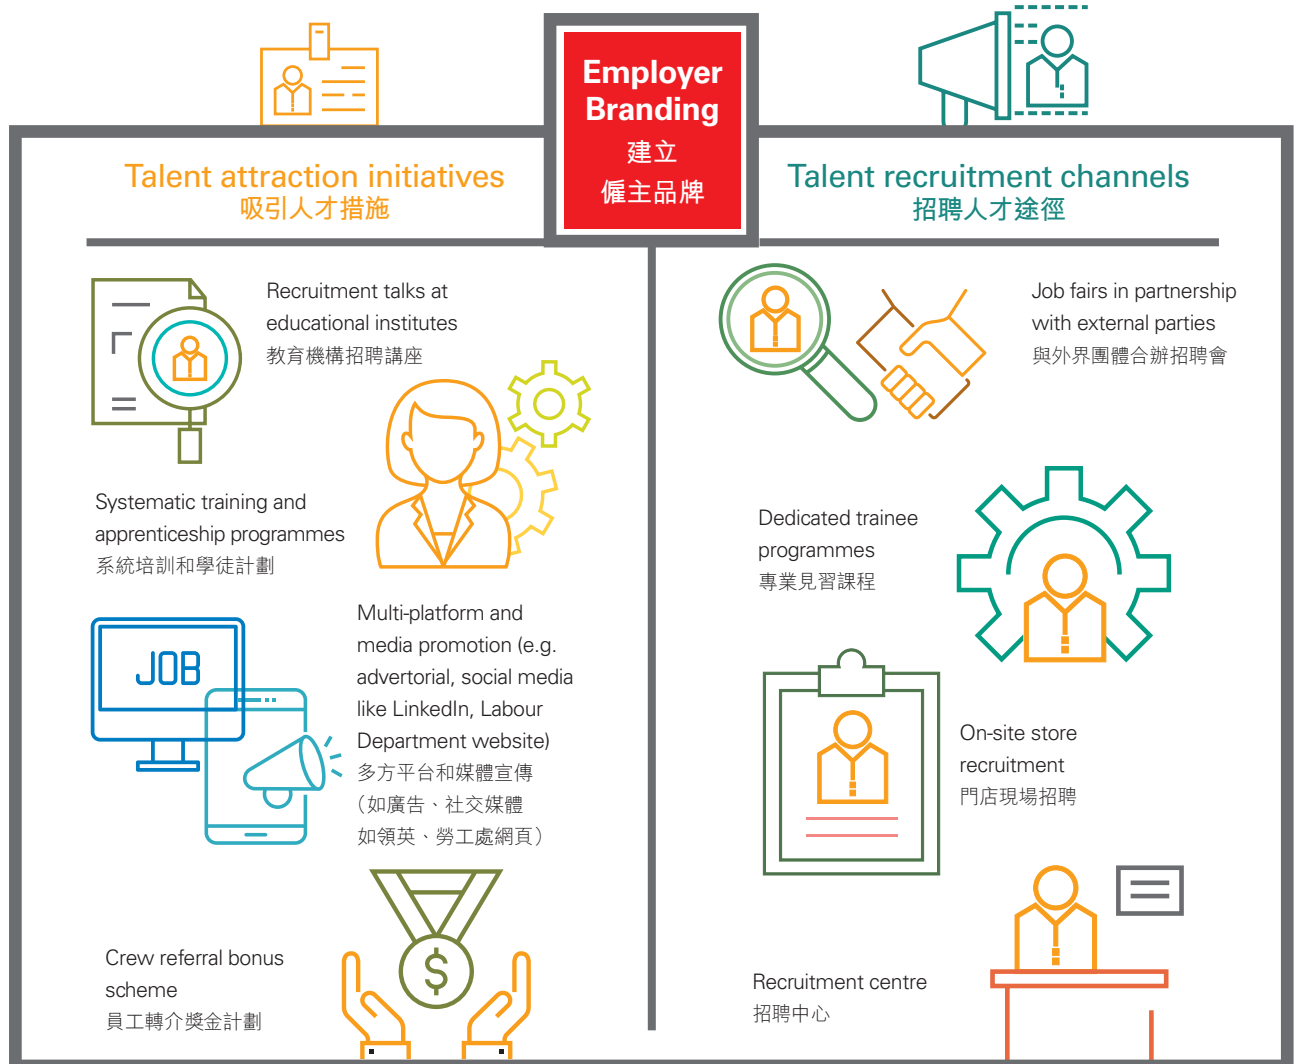 Employer
Branding
建立
僱主品牌
Talent attraction initiatives
吸引人才措施
Recruitment talks at
educational institutes
教育機構招聘講座
Systematic training and
apprenticeship programmes
系統培訓和學徒計劃
JOB
Multi-platform and
media promotion (e.g.
advertorial, social media
like LinkedIn, Labour
Department website)
多方平台和媒體宣傳
（如廣告、社交媒體
如領英、勞工處網頁）
Crew referral bonus
scheme
員工轉介獎金計劃
$
Talent recruitment channels
招聘人才途徑
Job fairs in partnership
with external parties
與外界團體合辦招聘會
Dedicated trainee
programmes
專業見習課程
On-site store
recruitment
門店現場招聘
Recruitment centre
招聘中心